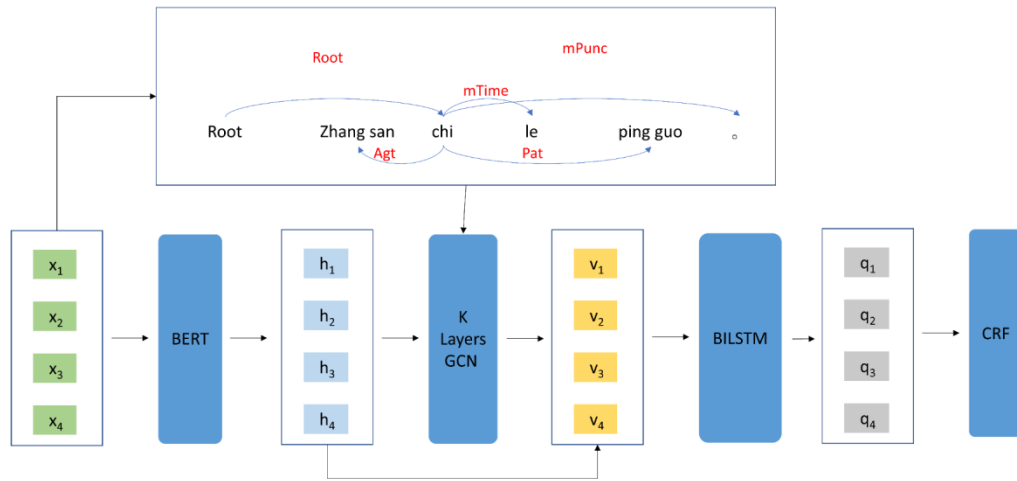 mPunc
Root
mTime
Root Zhang san chi le ping guo 。
Agt Pat
x₁ h₁ v₁ q₁
x₂ h₂ v₂ q₂
x₃ h₃ v₃ q₃
x₄ h₄ v₄ q₄
BERT
K
Layers
GCN
BILSTM
CRF